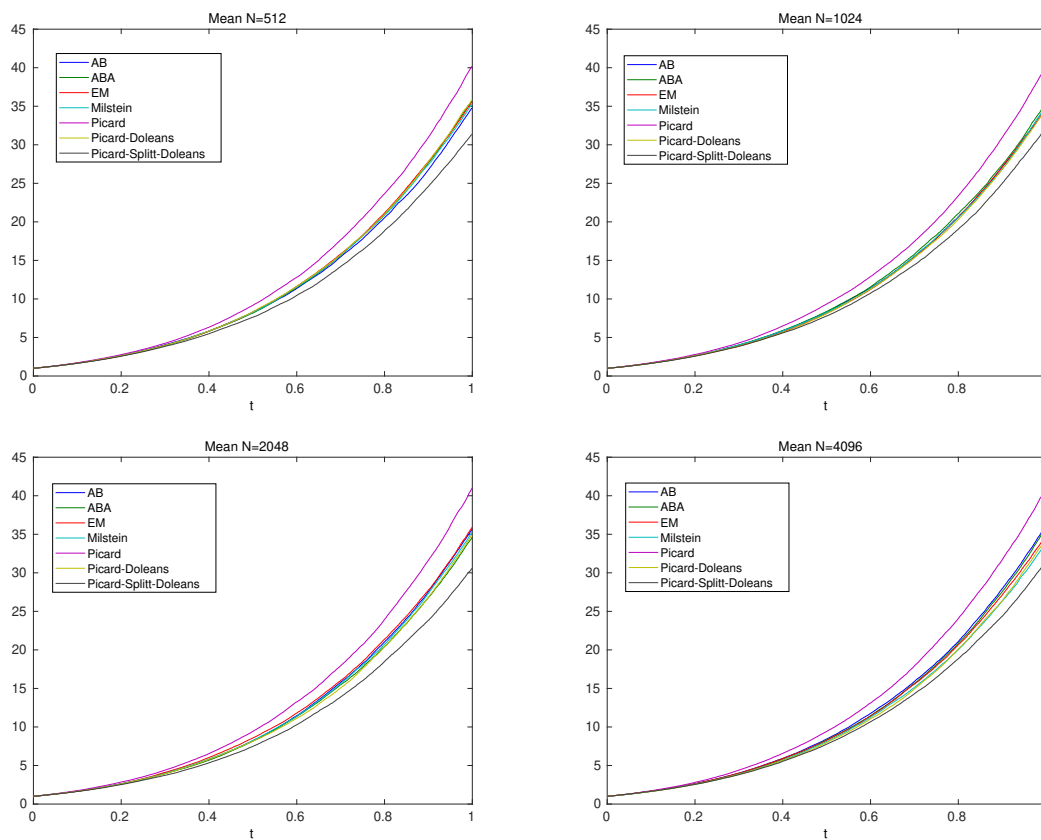 Mean N=512
45
40
35
30
25
20
15
10
5
0
0 0.2 0.4 0.6 0.8 1
t
AB
ABA
EM
Milstein
Picard
Picard-Doleans
Picard-Splitt-Doleans
Mean N=1024
45
40
35
30
25
20
15
10
5
0
0 0.2 0.4 0.6 0.8
t
AB
ABA
EM
Milstein
Picard
Picard-Doleans
Picard-Splitt-Doleans
Mean N=2048
45
40
35
30
25
20
15
10
5
0
0 0.2 0.4 0.6 0.8 1
t
AB
ABA
EM
Milstein
Picard
Picard-Doleans
Picard-Splitt-Doleans
Mean N=4096
45
40
35
30
25
20
15
10
5
0
0 0.2 0.4 0.6 0.8
t
AB
ABA
EM
Milstein
Picard
Picard-Doleans
Picard-Splitt-Doleans